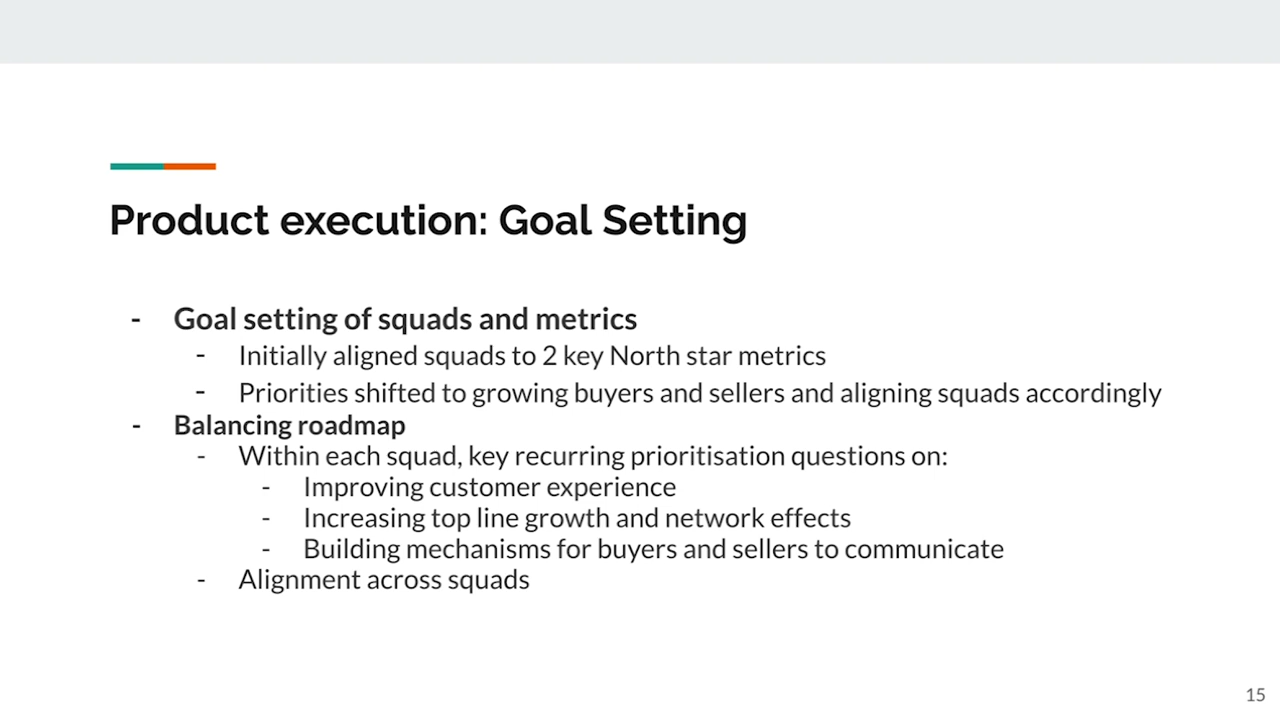 Product execution: Goal Setting
- Goal setting of squads and metrics
- Initially aligned squads to 2 key North star metrics
- Priorities shifted to growing buyers and sellers and aligning squads accordingly
- Balancing roadmap
- Within each squad, key recurring prioritisation questions on:
- Improving customer experience
- Increasing top line growth and network effects
- Building mechanisms for buyers and sellers to communicate
- Alignment across squads
15